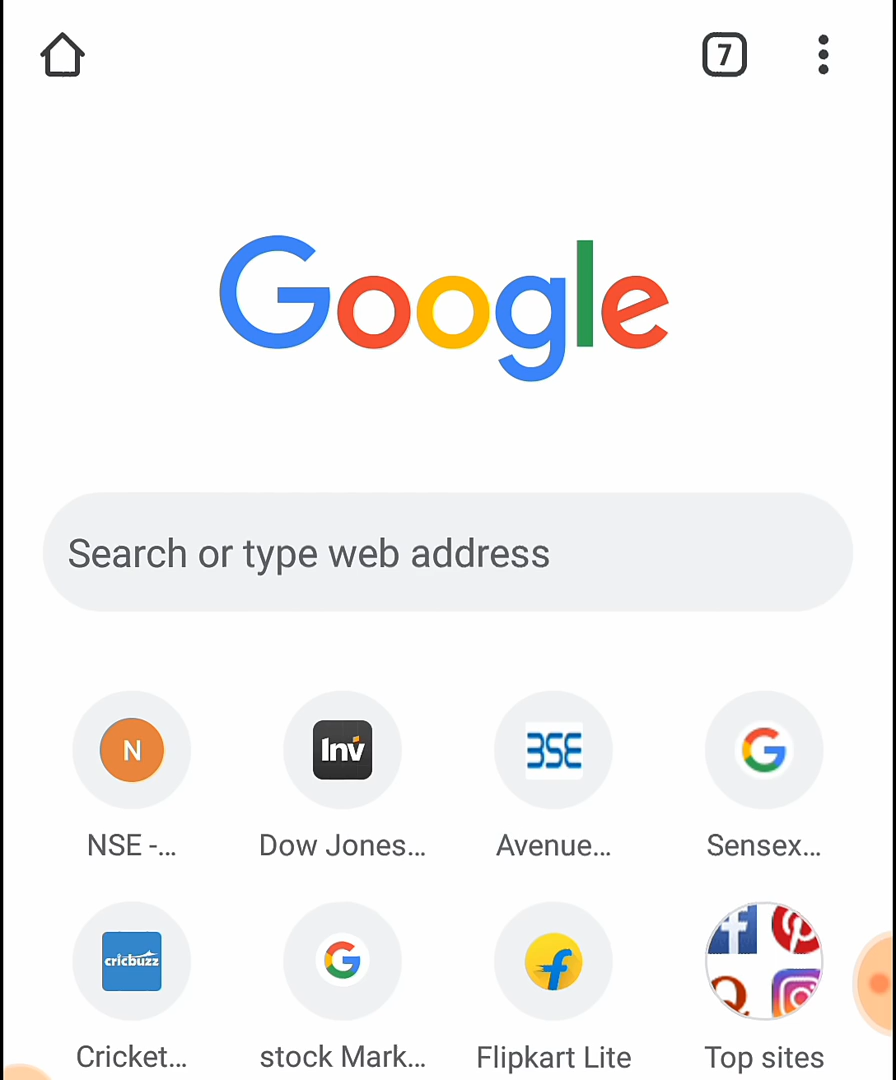 7
Google
Search or type web address
N
Inv
BSE
G
NSE -...
Dow Jones...
Avenue...
Sensex...
cricbuzz
G
f
f
Cricket...
stock Mark...
Flipkart Lite
Top sites